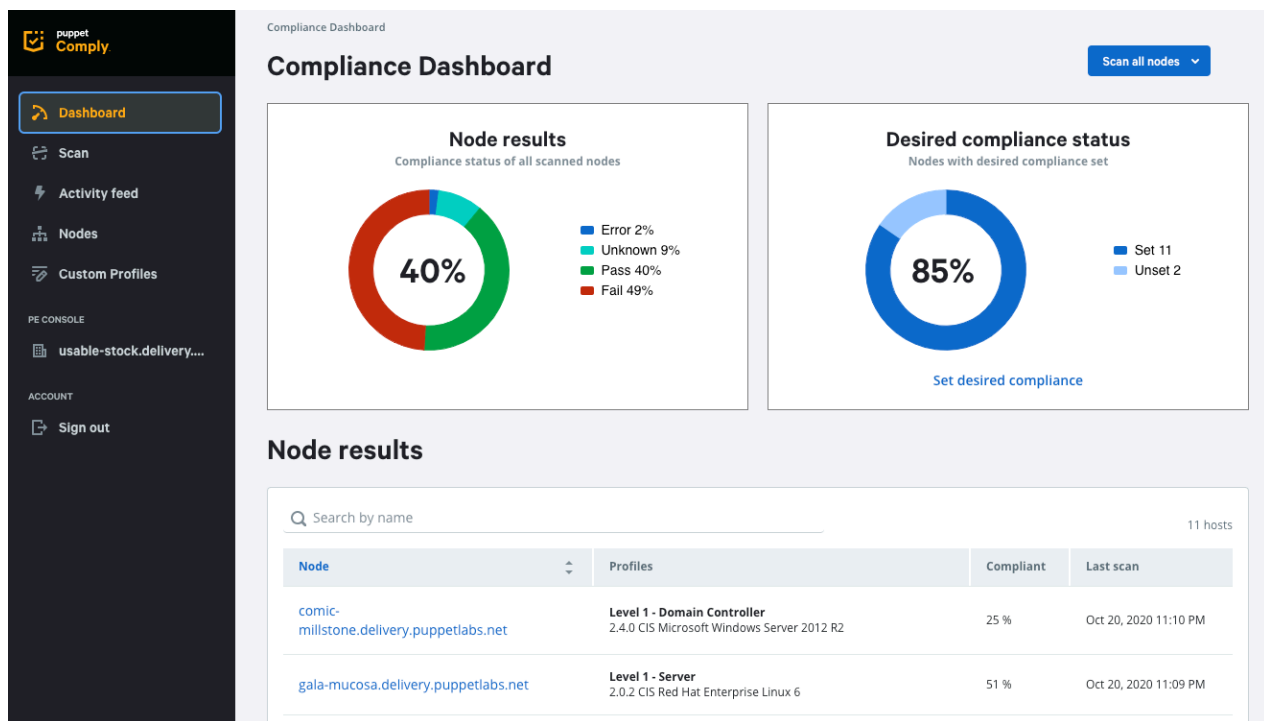 puppet
Comply
Dashboard
Scan
Activity feed
Nodes
Custom Profiles
PE CONSOLE
usable-stock.delivery....
ACCOUNT
Sign out
Compliance Dashboard
Compliance Dashboard
Scan all nodes
Node results
Compliance status of all scanned nodes
40%
Error 2%
Unknown 9%
Pass 40%
Fail 49%
Desired compliance status
Nodes with desired compliance set
85%
Set 11
Unset 2
Set desired compliance
Node results
Search by name
11 hosts
Node Profiles Compliant Last scan
comic-
millstone.delivery.puppetlabs.net
Level 1 - Domain Controller
2.4.0 CIS Microsoft Windows Server 2012 R2
25 %
Oct 20, 2020 11:10 PM
gala-mucosa.delivery.puppetlabs.net
Level 1 - Server
2.0.2 CIS Red Hat Enterprise Linux 6
51 %
Oct 20, 2020 11:09 PM